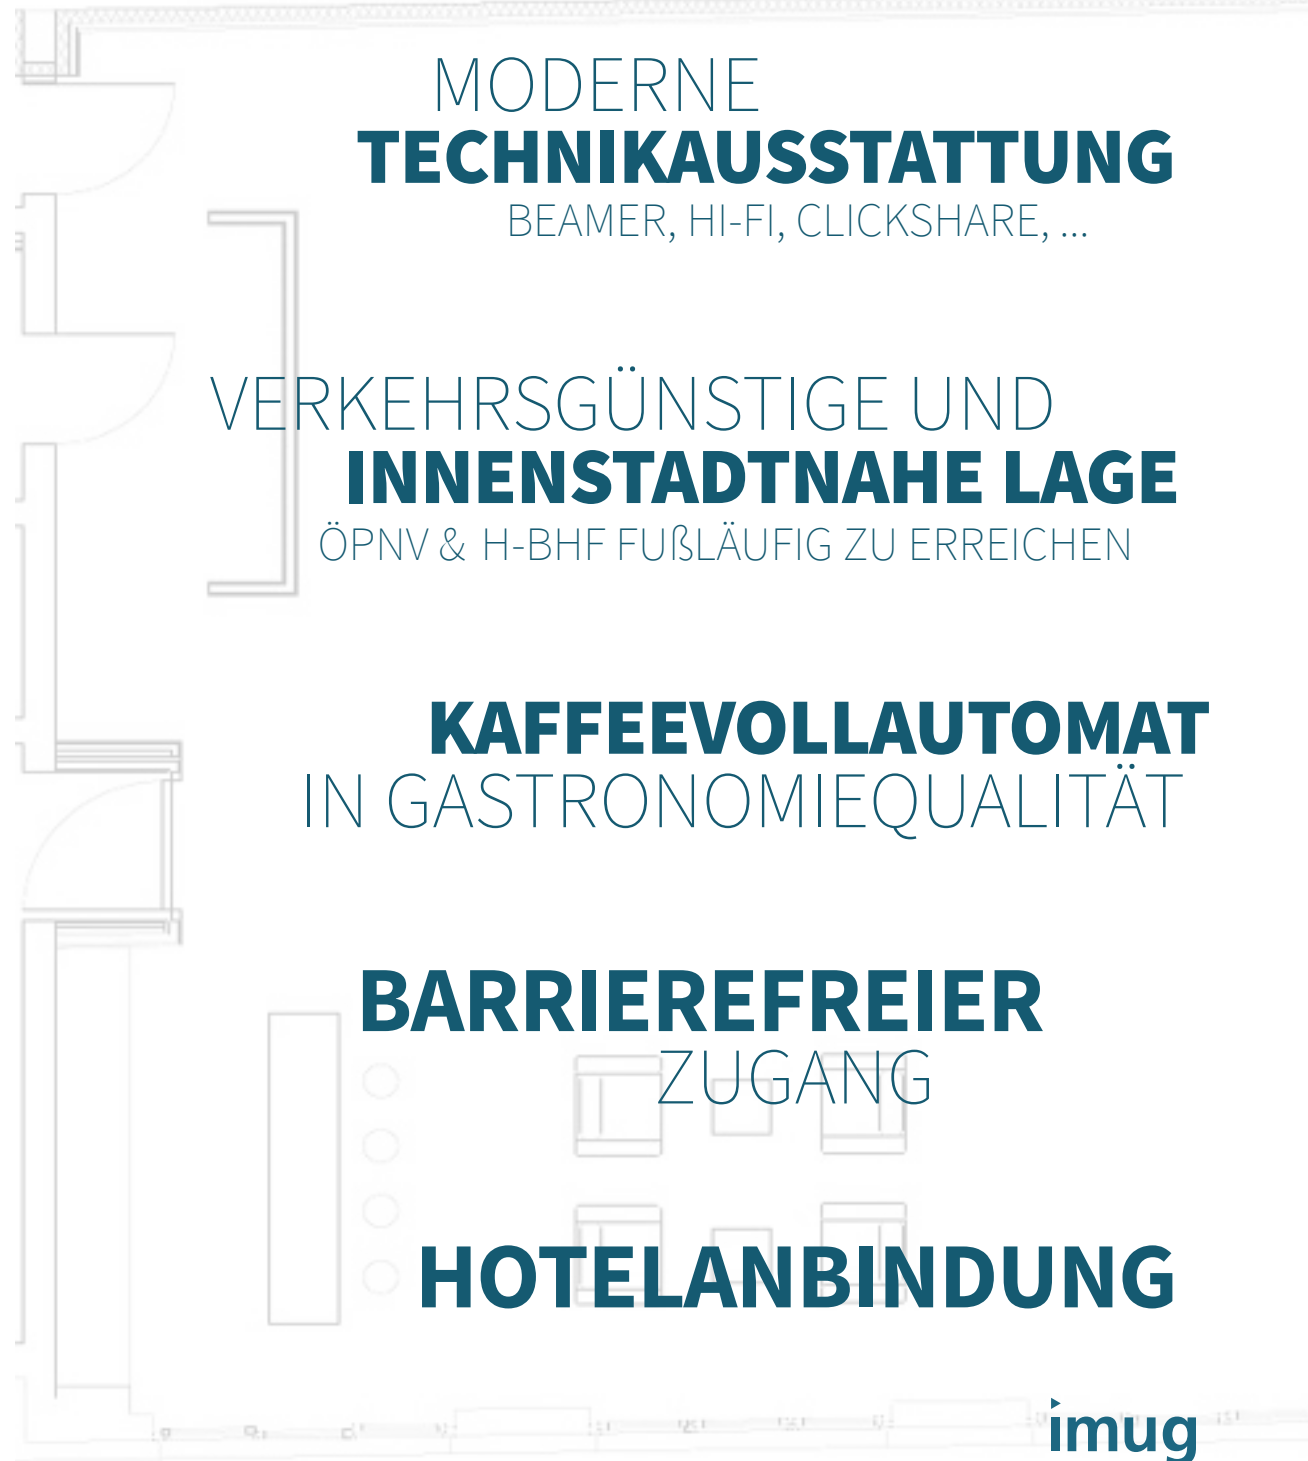 MODERNE
TECHNIKAUSSTATTUNG
BEAMER, HI-FI, CLICKSHARE, ...
VERKEHRSGÜNSTIGE UND
INNENSTADTNAHE LAGE
ÖPNV & H-BHF FUßLÄUFIG ZU ERREICHEN
KAFFEEVOLLAUTOMAT
IN GASTRONOMIEQUALITÄT
BARRIEREFREIER
ZUGANG
HOTELANBINDUNG
imug